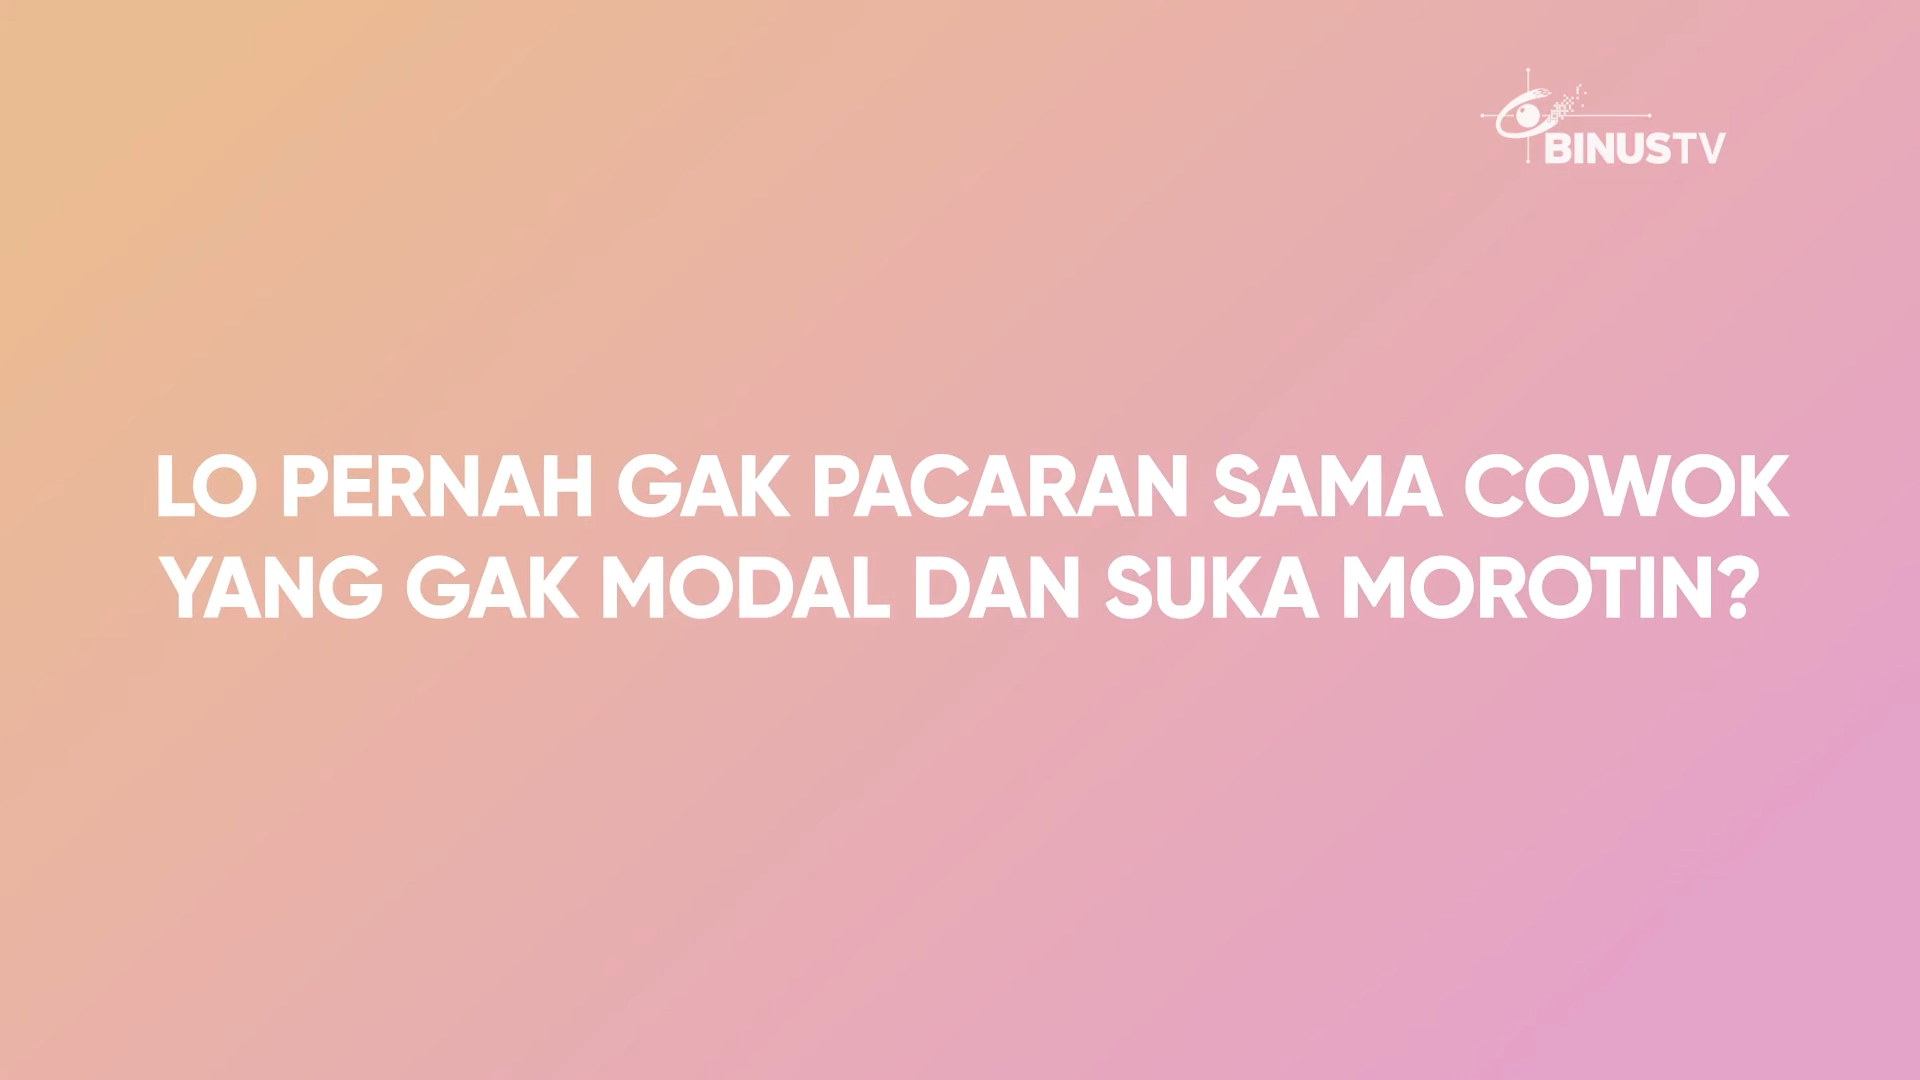 BINUSTV
LO PERNAH GAK PACARAN SAMA COWOK
YANG GAK MODAL DAN SUKA MOROTIN?